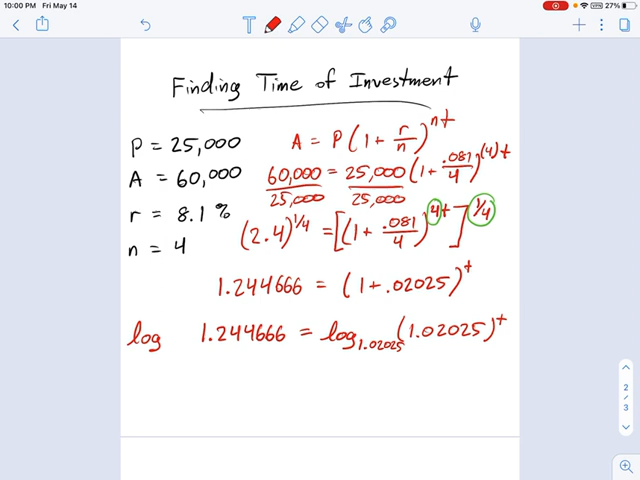 10:00 PM Fri May 14
VPN 27%
T
Finding Time of Investment
P = 25,000
A = 60,000
r = 8.1 %
n = 4
A = P(1 + r/n)^nt
60,000/25,000 = 25,000/25,000 (1 + .081/4)^(4)t
(2.4)^1/4 = [(1 + .081/4)^4t]^1/4
1.244666 = (1 + .02025)^t
log 1.244666 = log_1.02025 (1.02025)^t
2
/
3